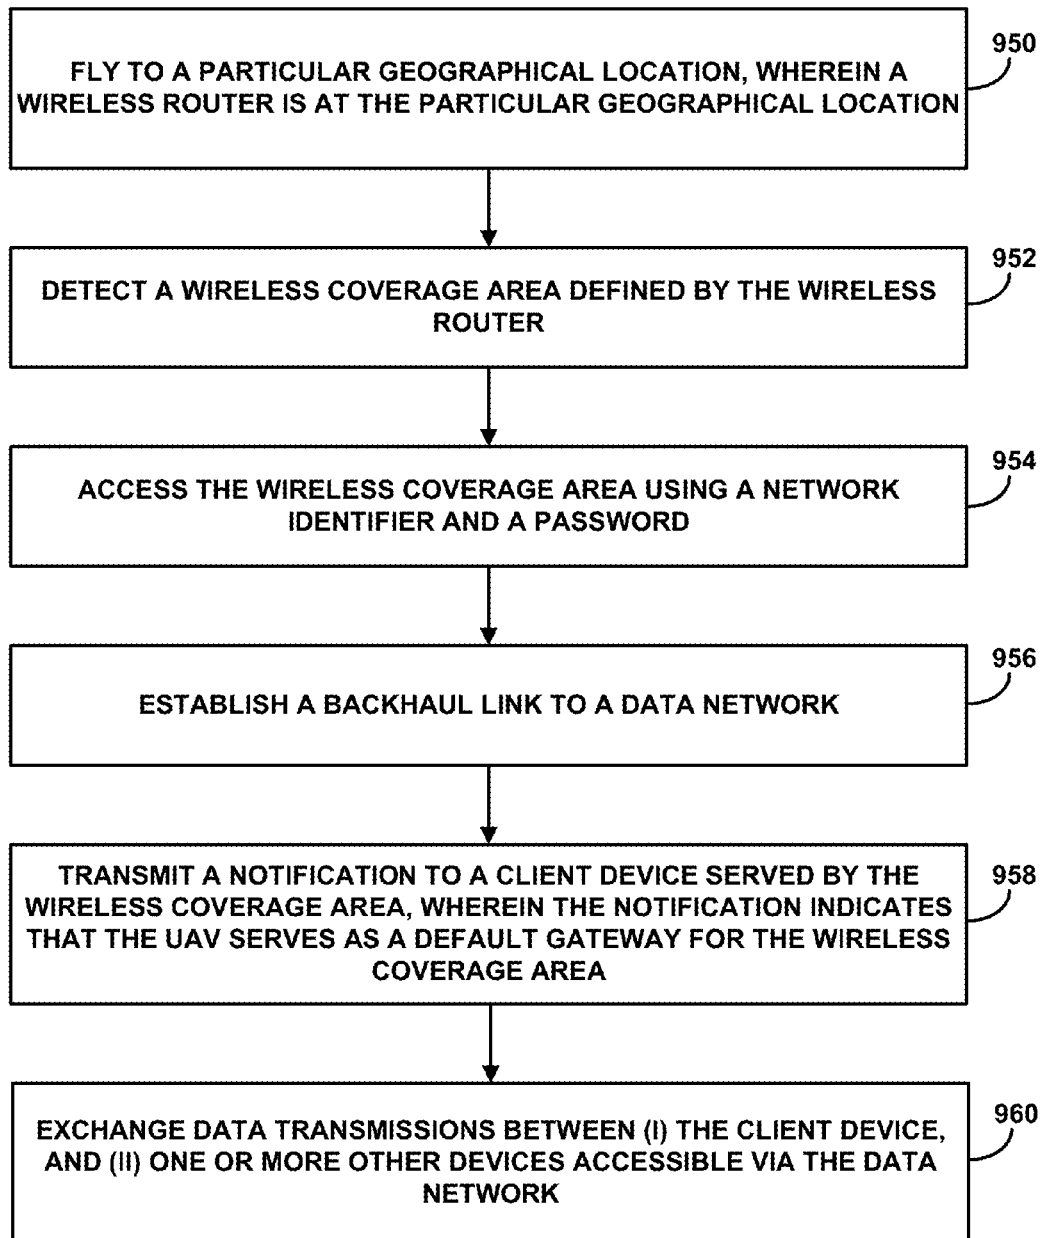 950
FLY TO A PARTICULAR GEOGRAPHICAL LOCATION, WHEREIN A
WIRELESS ROUTER IS AT THE PARTICULAR GEOGRAPHICAL LOCATION
952
DETECT A WIRELESS COVERAGE AREA DEFINED BY THE WIRELESS
ROUTER
954
ACCESS THE WIRELESS COVERAGE AREA USING A NETWORK
IDENTIFIER AND A PASSWORD
956
ESTABLISH A BACKHAUL LINK TO A DATA NETWORK
958
TRANSMIT A NOTIFICATION TO A CLIENT DEVICE SERVED BY THE
WIRELESS COVERAGE AREA, WHEREIN THE NOTIFICATION INDICATES
THAT THE UAV SERVES AS A DEFAULT GATEWAY FOR THE WIRELESS
COVERAGE AREA
960
EXCHANGE DATA TRANSMISSIONS BETWEEN (I) THE CLIENT DEVICE,
AND (II) ONE OR MORE OTHER DEVICES ACCESSIBLE VIA THE DATA
NETWORK